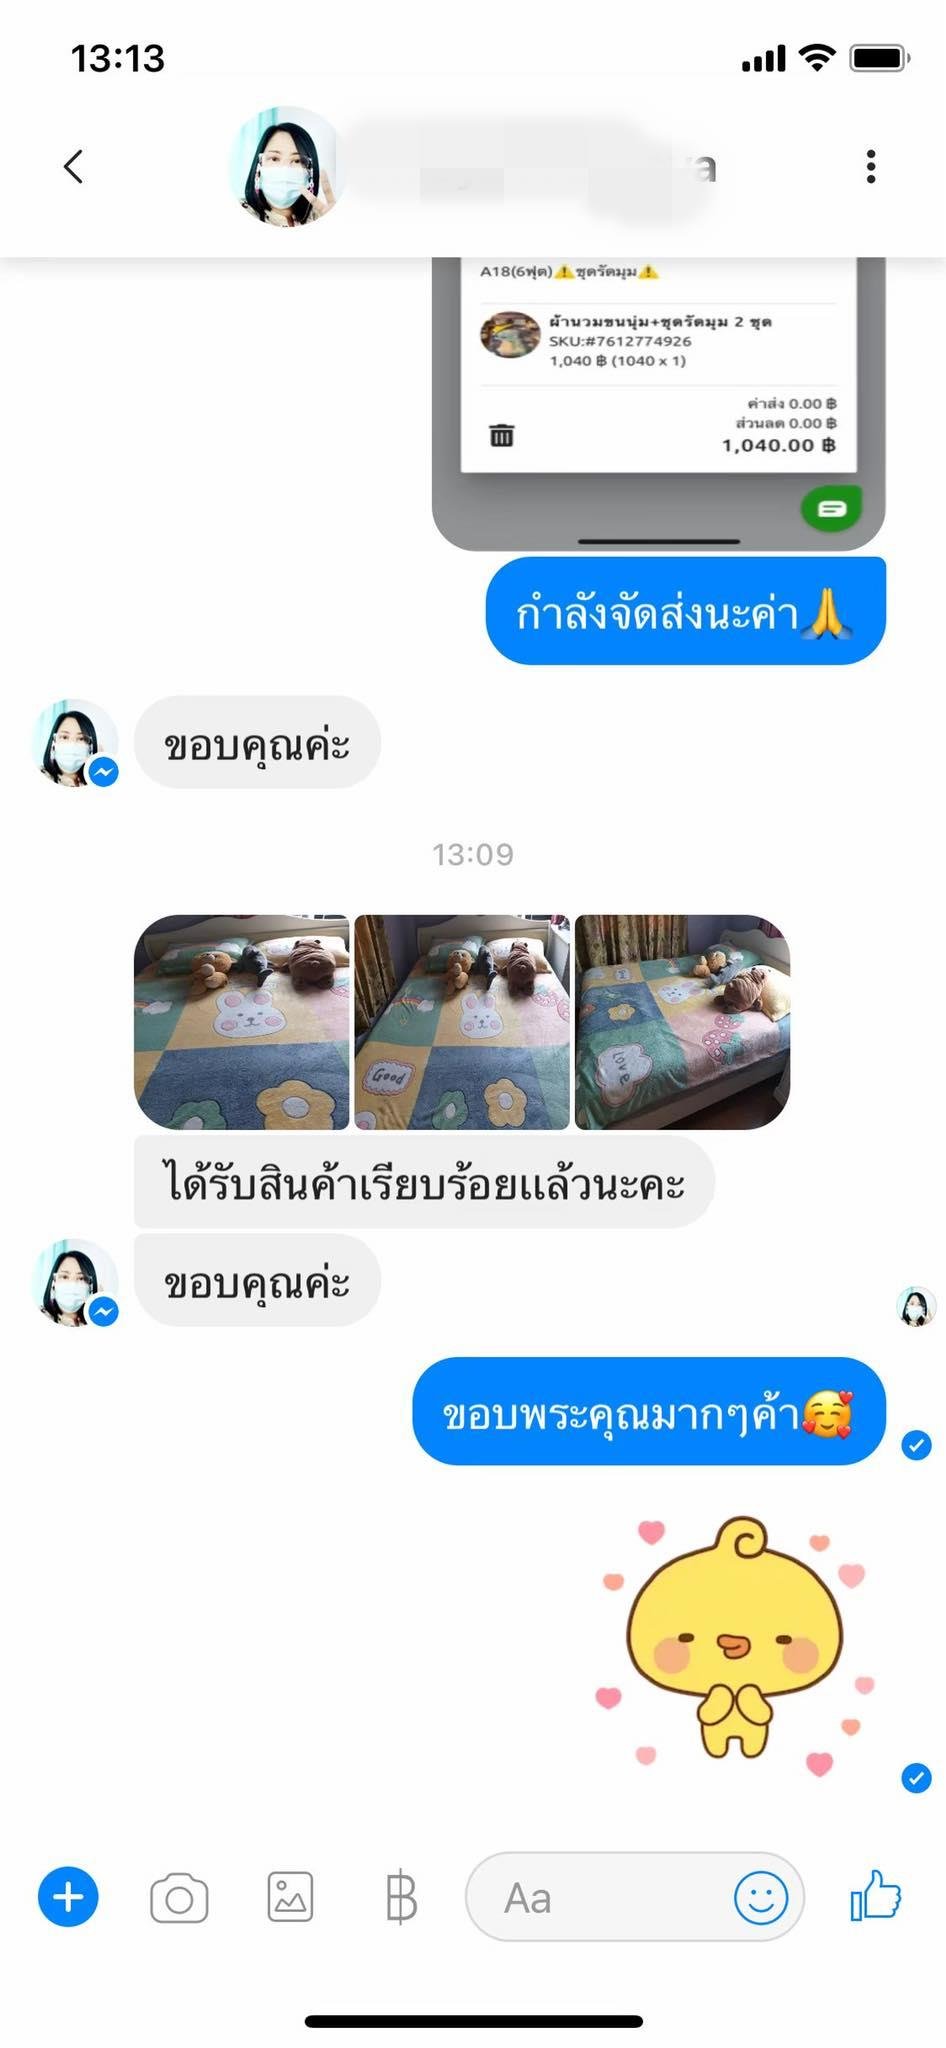 13:13
A18(6ฟุต)⚠️ชุดรัดมุม⚠️
ผ้านวมขนนุ่ม+ชุดรัดมุม 2 ชุด
SKU:#7612774926
1,040 ฿ (1040 x 1)
ค่าส่ง 0.00 ฿
ส่วนลด 0.00 ฿
1,040.00 ฿
กำลังจัดส่งนะค่า🙏
ขอบคุณค่ะ
13:09
Good
Love
ได้รับสินค้าเรียบร้อยแล้วนะคะ
ขอบคุณค่ะ
ขอบพระคุณมากๆค้า🥰
Aa